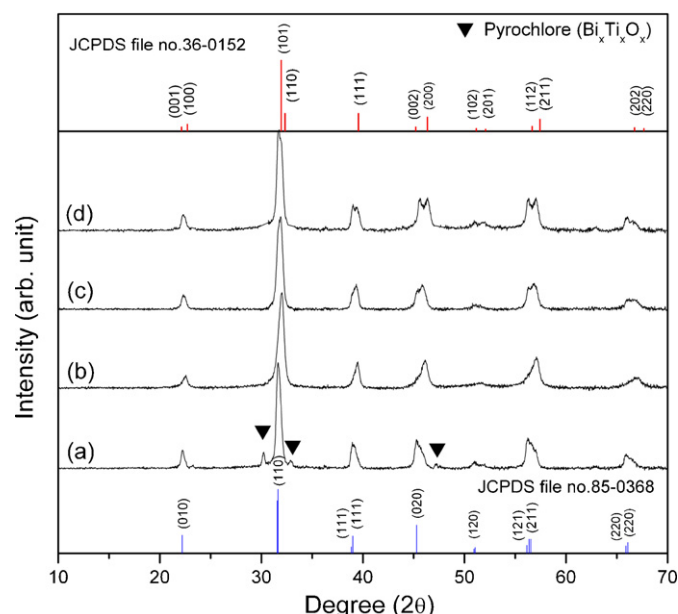 JCPDS file no.36-0152
▼ Pyrochlore (BiₓTiₓOₓ)
(001)
(100)
(101)
(110)
(111)
(002)
(200)
(102)
(201)
(112)
(211)
(202)
(220)
(d)
(c)
(b)
(a)
JCPDS file no.85-0368
(010)
(110)
(111)
(111)
(020)
(120)
(121)
(211)
(220)
(220)
10 20 30 40 50 60 70
Degree (2θ)
Intensity (arb. unit)